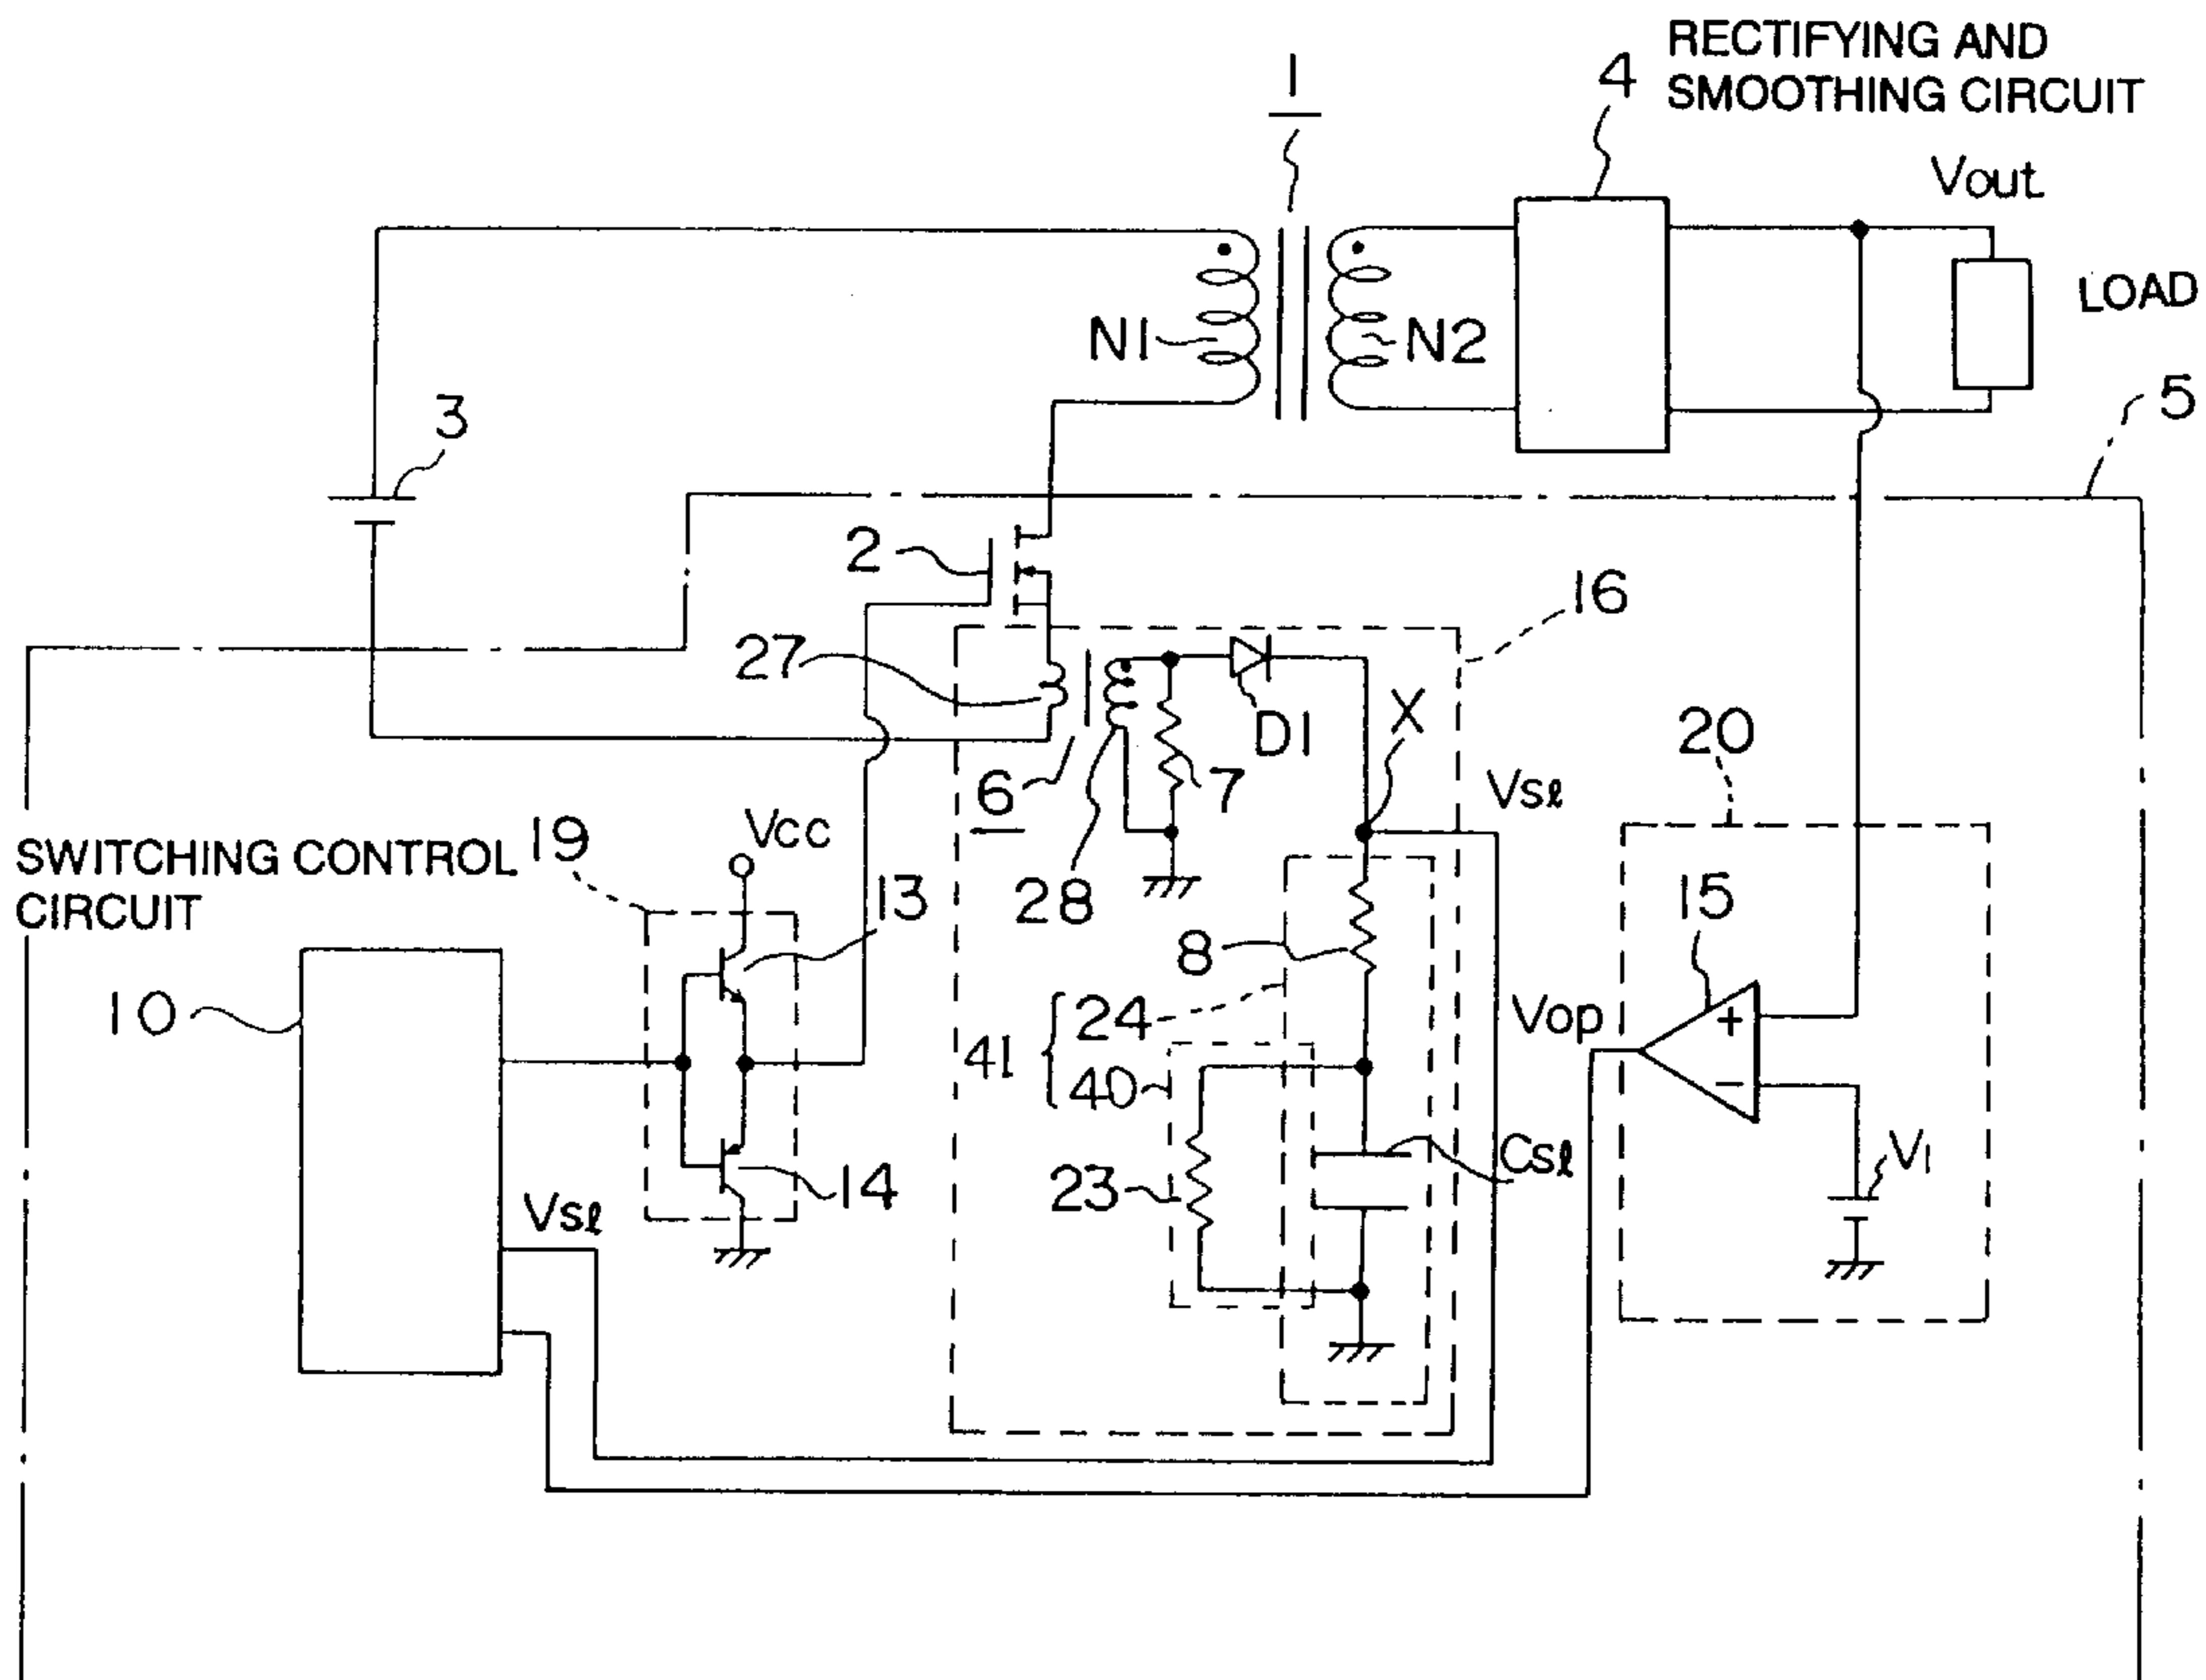 1
4
RECTIFYING AND
SMOOTHING CIRCUIT
Vout
N1
N2
LOAD
5
3
2
16
27
D1
X
20
6
7
Vsℓ
SWITCHING CONTROL
CIRCUIT
19
Vcc
13
28
15
8
10
24
41
40
Vop
+
−
14
23
Csℓ
V1
Vsℓ